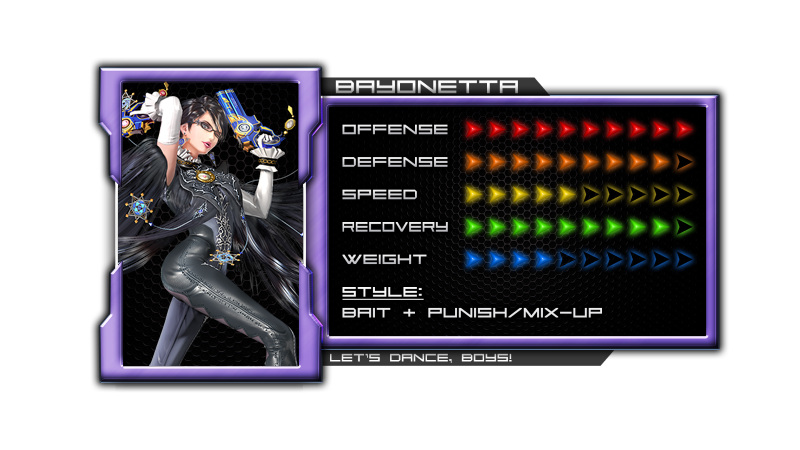 BAYONETTA
OFFENSE
DEFENSE
SPEED
RECOVERY
WEIGHT
STYLE:
BAIT + PUNISH/MIX-UP
LET'S DANCE, BOYS!